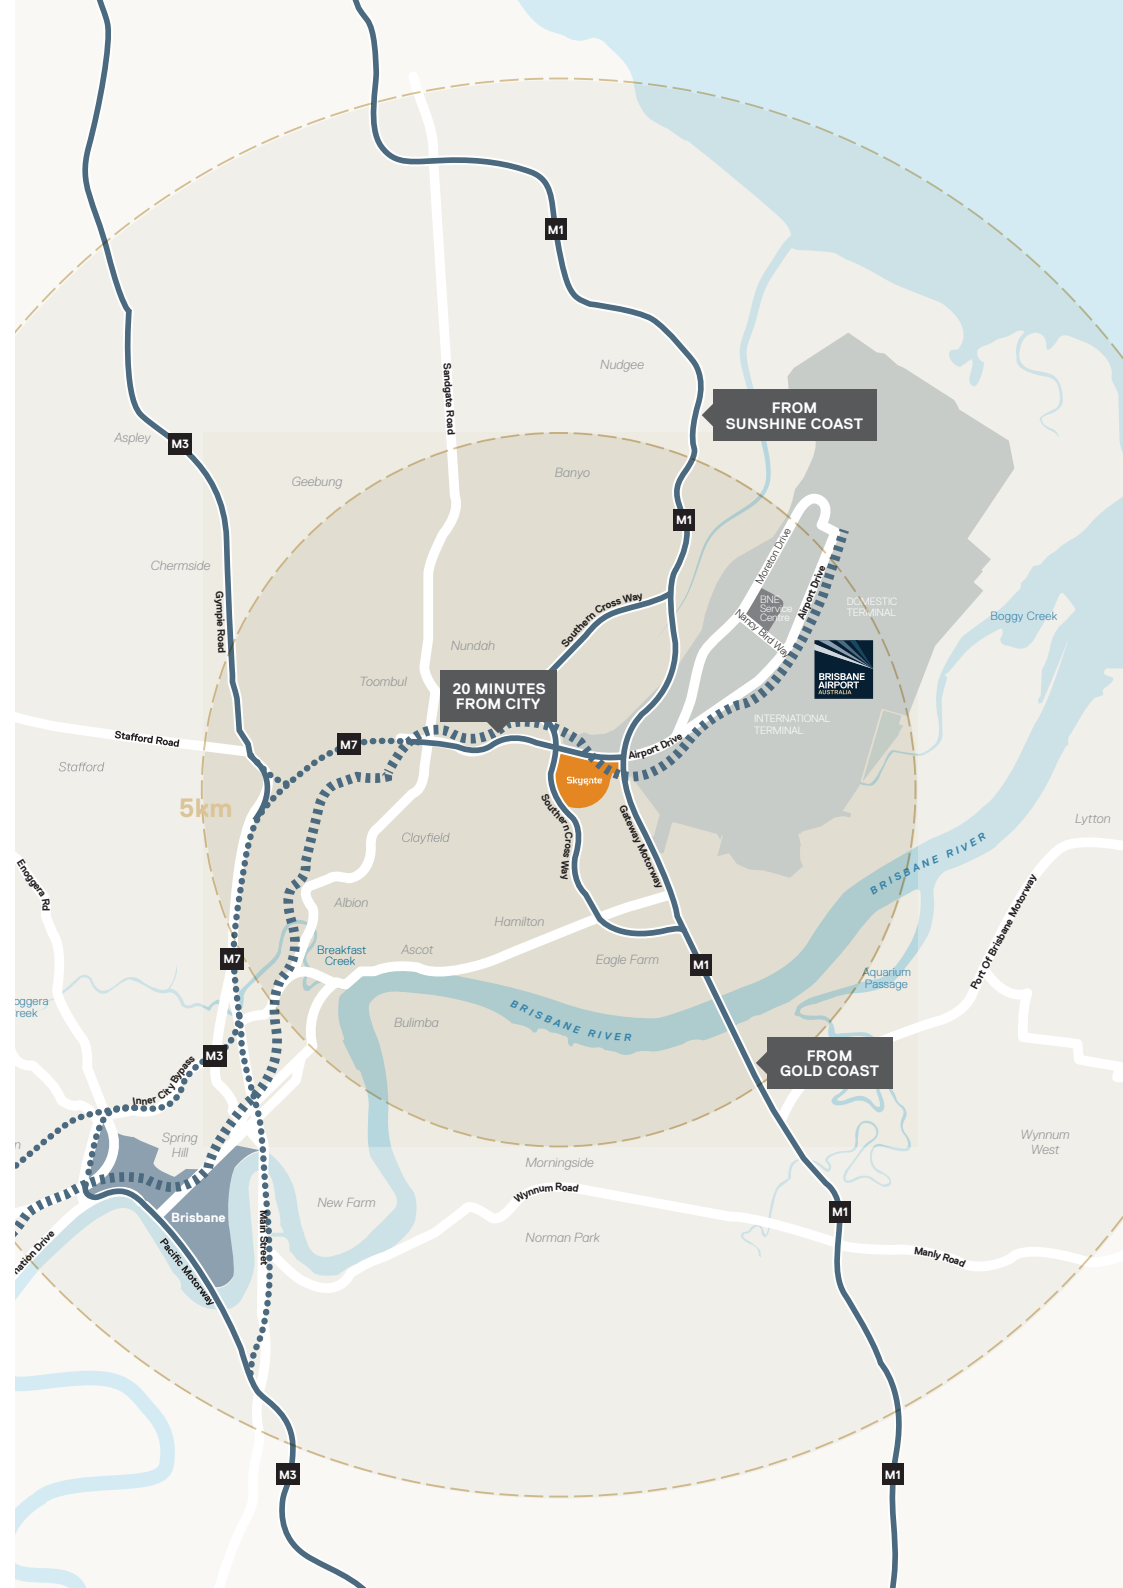 M1
Nudgee
Sandgate Road
FROM
SUNSHINE COAST
Aspley
M3
Geebung
Banyo
M1
Chermside
Moreton Drive
Airport Drive
BNE
Service
Centre
DOMESTIC
TERMINAL
Nancy Bird Way
Southern Cross Way
Gympie Road
Boggy Creek
Nundah
Toombul
20 MINUTES
FROM CITY
BRISBANE
AIRPORT
AUSTRALIA
INTERNATIONAL
TERMINAL
Stafford Road
M7
Airport Drive
Stafford
Skygate
5km
Southern Cross Way
Gateway Motorway
Lytton
Clayfield
BRISBANE RIVER
Enoggera Rd
Albion
Hamilton
Port Of Brisbane Motorway
Breakfast
Creek
Ascot
Eagle Farm
M7
M1
Aquarium
Passage
oggera
reek
Bulimba
BRISBANE RIVER
M3
FROM
GOLD COAST
Inner City Bypass
Spring
Hill
n
Wynnum
West
Morningside
Wynnum Road
New Farm
Brisbane
M1
Main Street
Norman Park
Manly Road
nation Drive
Pacific Motorway
M3
M1